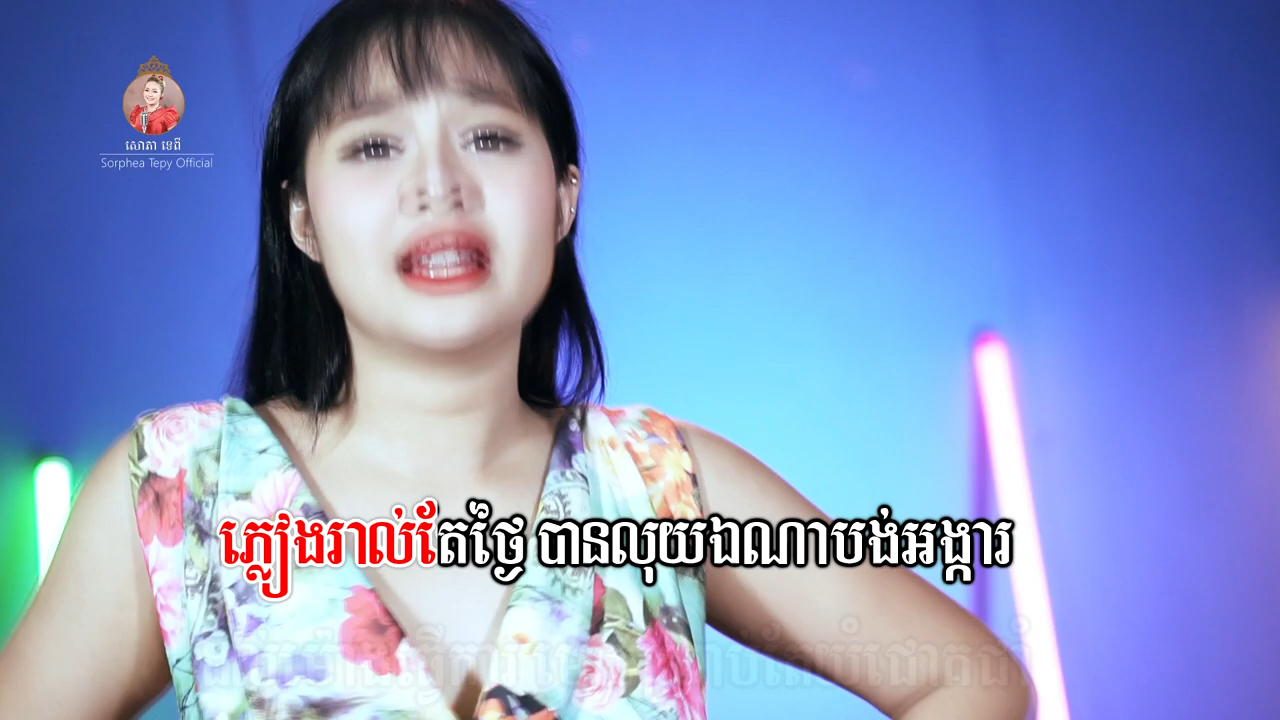 សោភា ទេពី
Sorphea Tepy Official
ភ្លៀងរាល់តែថ្ងៃ បានលុយឯណាបង់អង្ការ